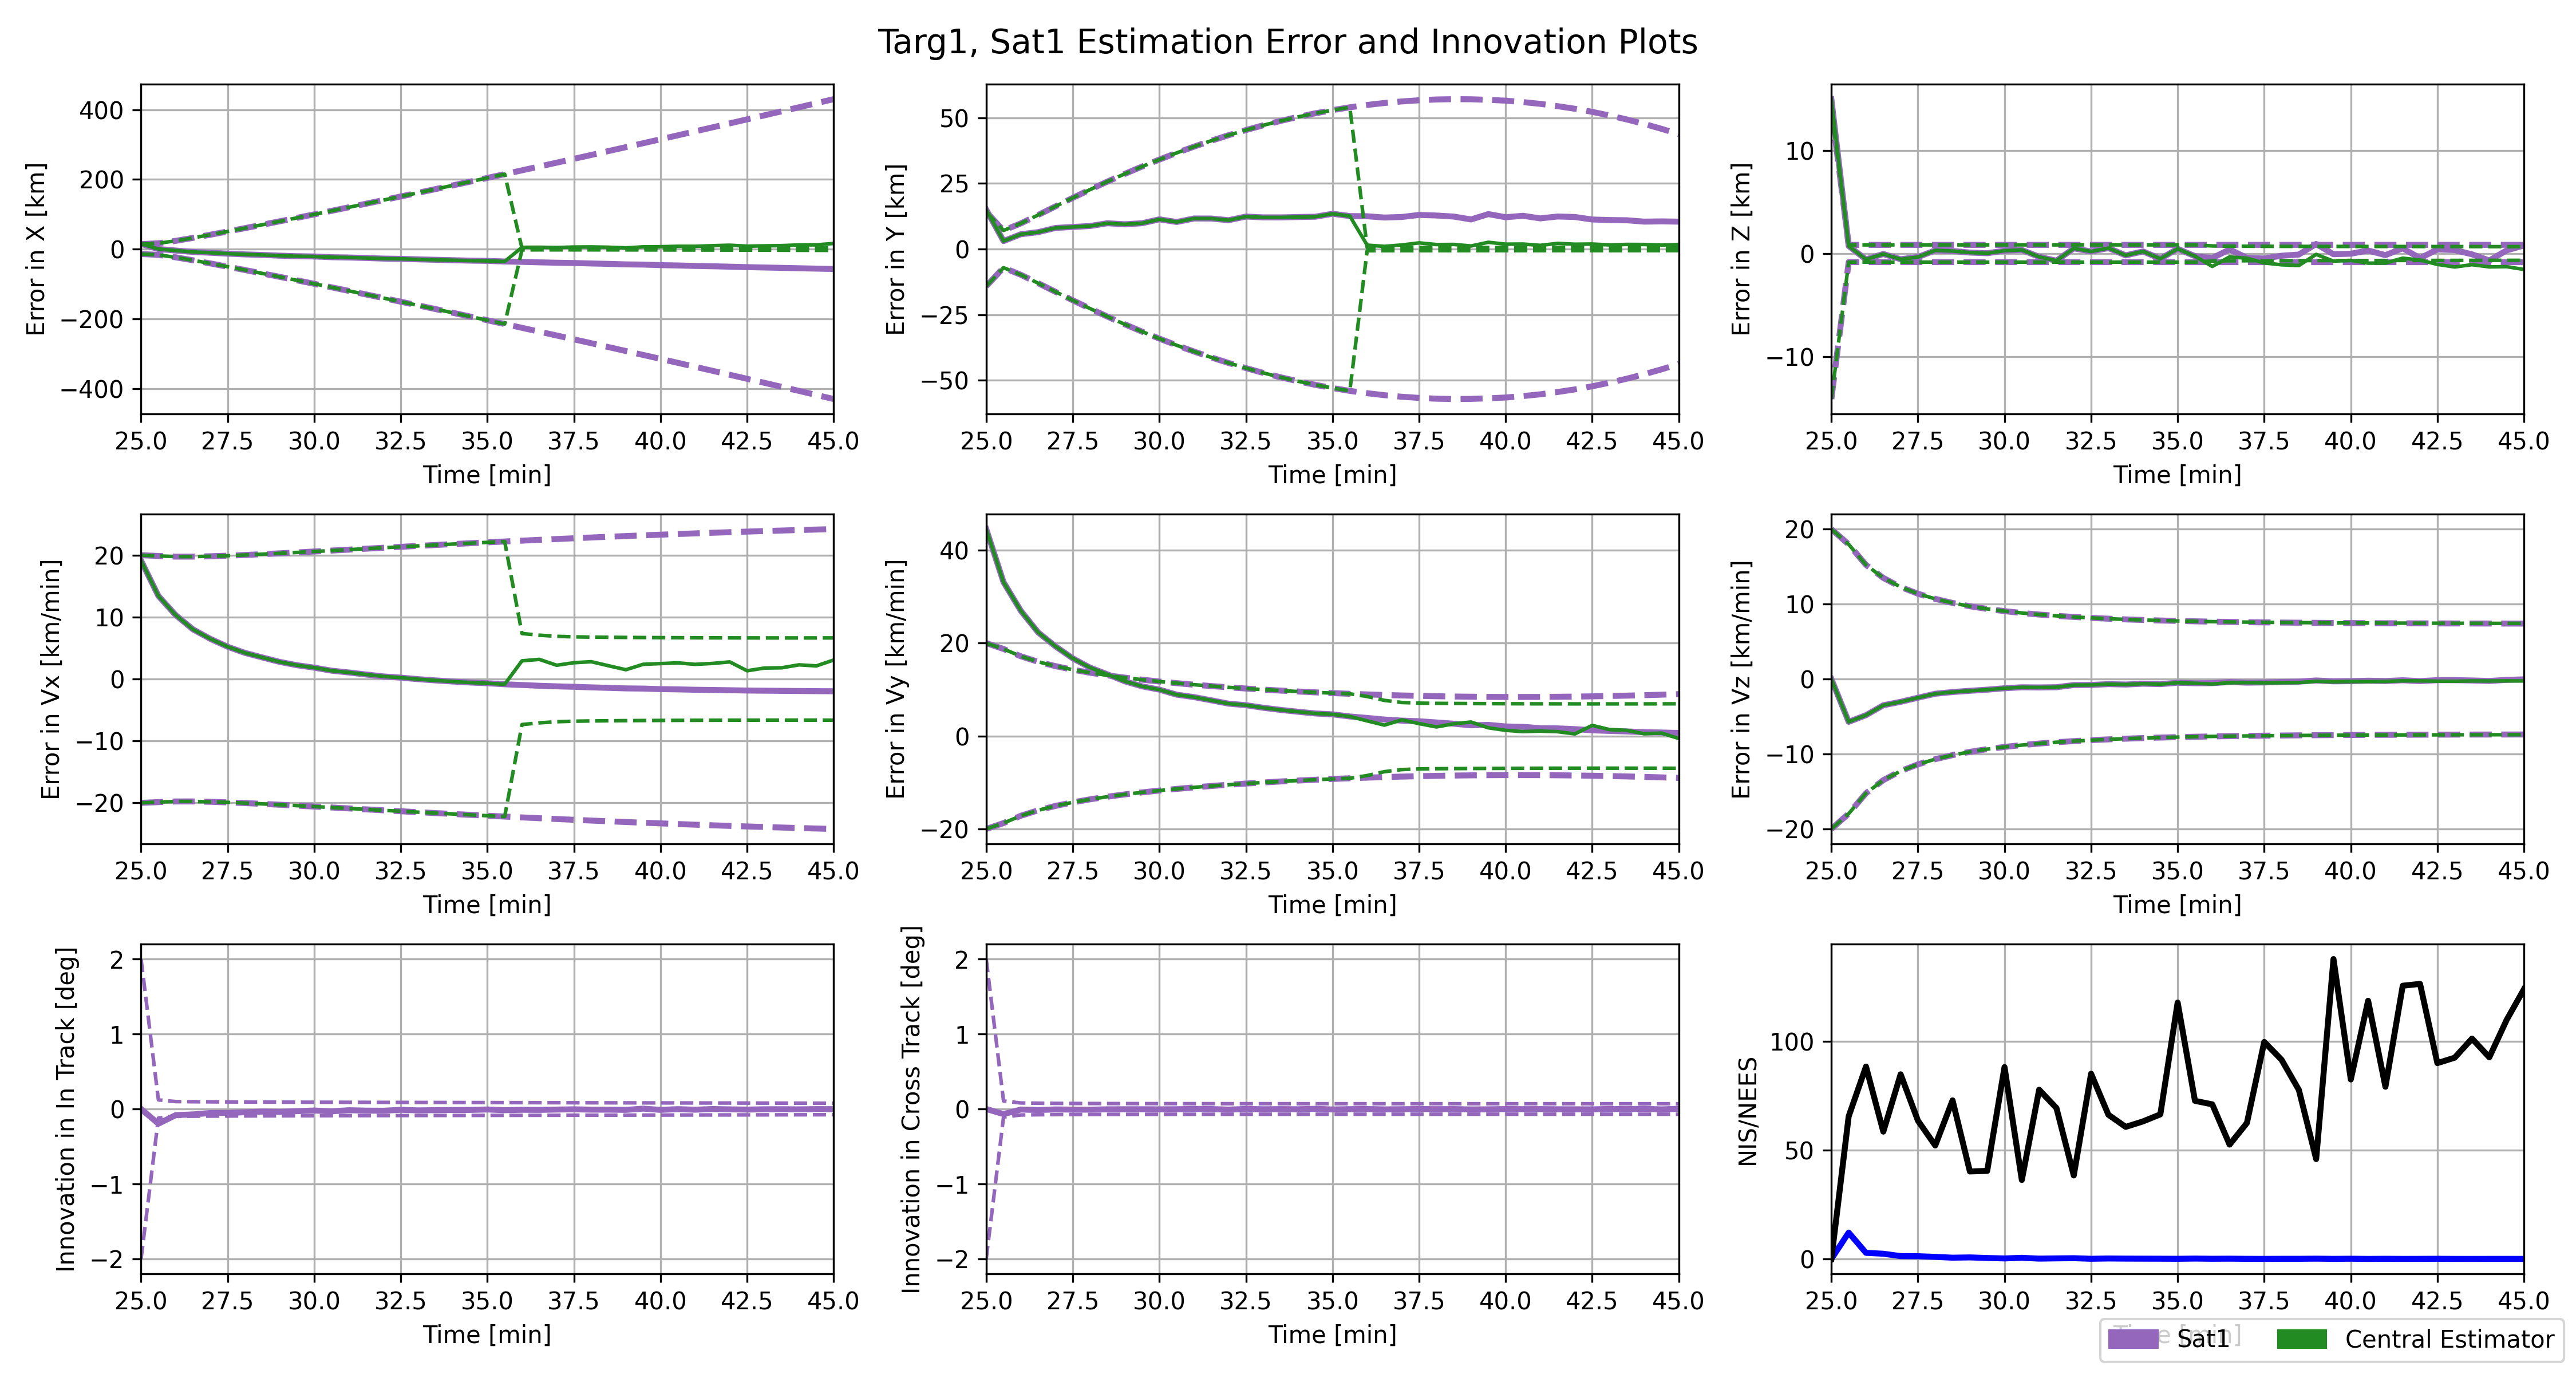 Targ1, Sat1 Estimation Error and Innovation Plots
Error in X [km]
400
200
0
−200
−400
25.0 27.5 30.0 32.5 35.0 37.5 40.0 42.5 45.0
Time [min]
Error in Y [km]
50
25
0
−25
−50
25.0 27.5 30.0 32.5 35.0 37.5 40.0 42.5 45.0
Time [min]
Error in Z [km]
10
0
−10
25.0 27.5 30.0 32.5 35.0 37.5 40.0 42.5 45.0
Time [min]
Error in Vx [km/min]
20
10
0
−10
−20
25.0 27.5 30.0 32.5 35.0 37.5 40.0 42.5 45.0
Time [min]
Error in Vy [km/min]
40
20
0
−20
25.0 27.5 30.0 32.5 35.0 37.5 40.0 42.5 45.0
Time [min]
Error in Vz [km/min]
20
10
0
−10
−20
25.0 27.5 30.0 32.5 35.0 37.5 40.0 42.5 45.0
Time [min]
Innovation in In Track [deg]
2
1
0
−1
−2
25.0 27.5 30.0 32.5 35.0 37.5 40.0 42.5 45.0
Time [min]
Innovation in Cross Track [deg]
2
1
0
−1
−2
25.0 27.5 30.0 32.5 35.0 37.5 40.0 42.5 45.0
Time [min]
NIS/NEES
100
50
0
25.0 27.5 30.0 32.5 35.0 37.5 40.0 42.5 45.0
Time [min]
Sat1 Central Estimator